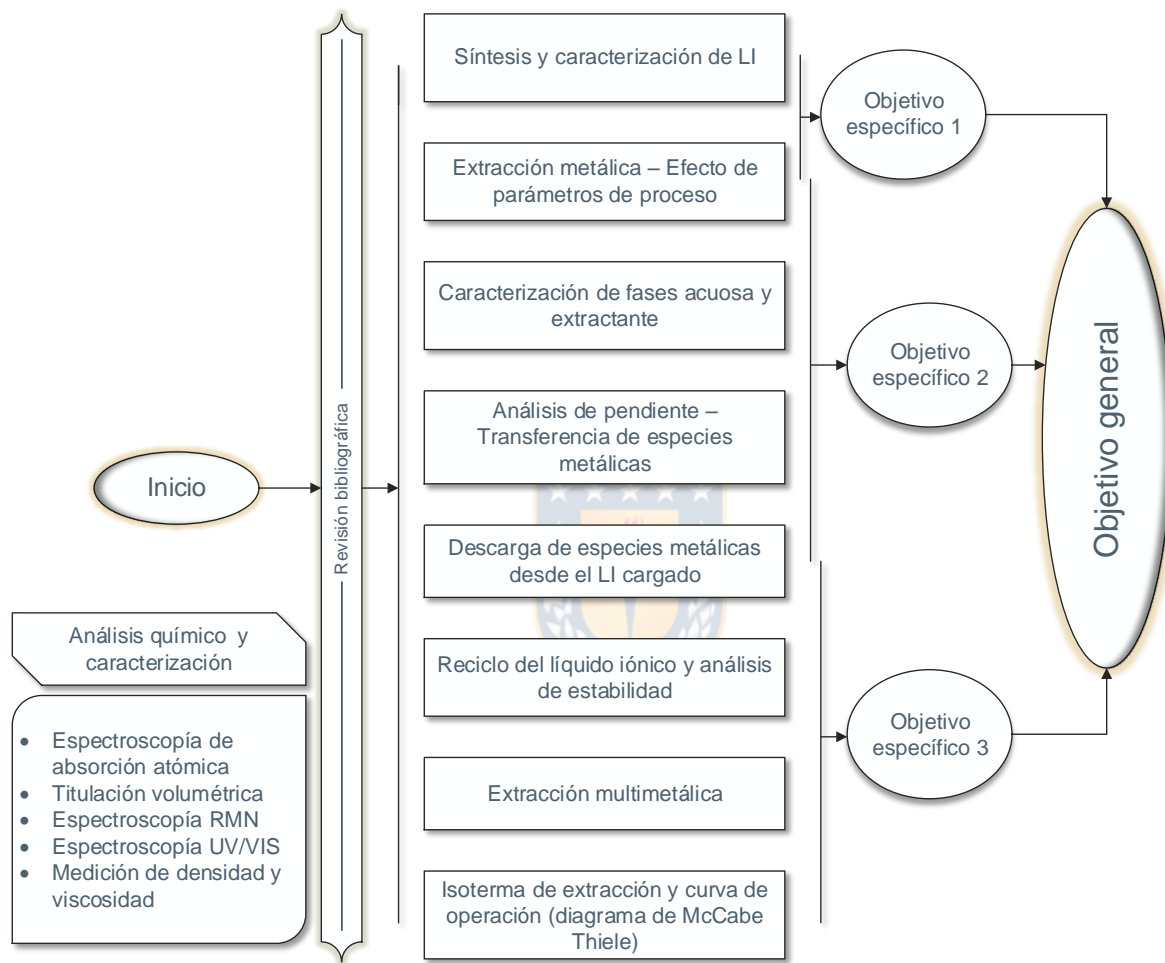 Inicio
Revisión bibliográfica
Síntesis y caracterización de LI
Extracción metálica – Efecto de
parámetros de proceso
Caracterización de fases acuosa y
extractante
Análisis de pendiente –
Transferencia de especies
metálicas
Descarga de especies metálicas
desde el LI cargado
Reciclo del líquido iónico y análisis
de estabilidad
Extracción multimetálica
Isoterma de extracción y curva de
operación (diagrama de McCabe
Thiele)
Objetivo
específico 1
Objetivo
específico 2
Objetivo
específico 3
Objetivo general
Análisis químico y
caracterización
• Espectroscopía de
absorción atómica
• Titulación volumétrica
• Espectroscopía RMN
• Espectroscopía UV/VIS
• Medición de densidad y
viscosidad